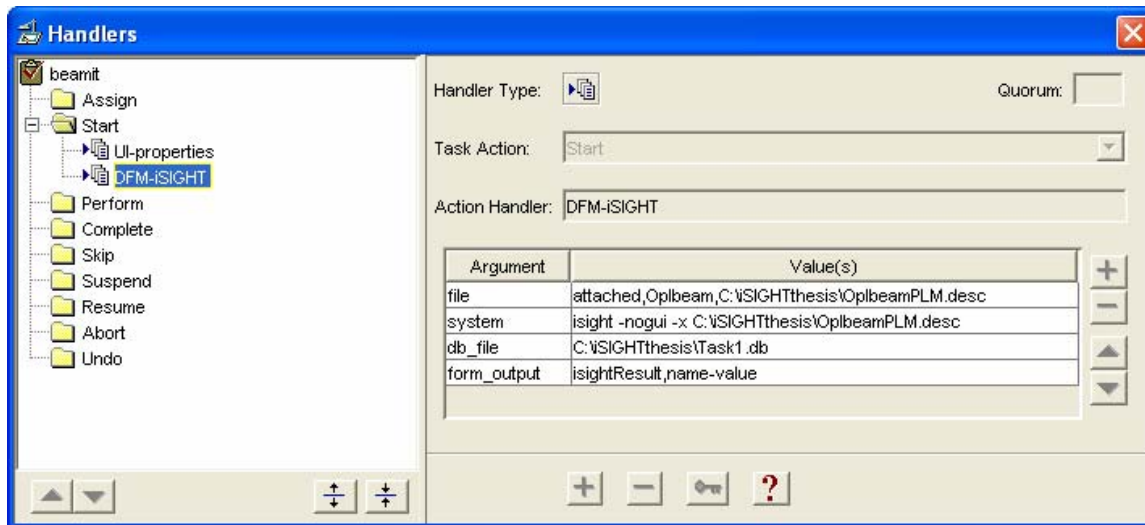 Handlers
beamit
Assign
Start
UI-properties
DFM-iSIGHT
Perform
Complete
Skip
Suspend
Resume
Abort
Undo
Handler Type:
Quorum:
Task Action: Start
Action Handler: DFM-iSIGHT
Argument Value(s)
file attached,Oplbeam,C:\iSIGHTthesis\OplbeamPLM.desc
system isight -nogui -x C:\iSIGHTthesis\OplbeamPLM.desc
db_file C:\iSIGHTthesis\Task1.db
form_output isightResult,name-value